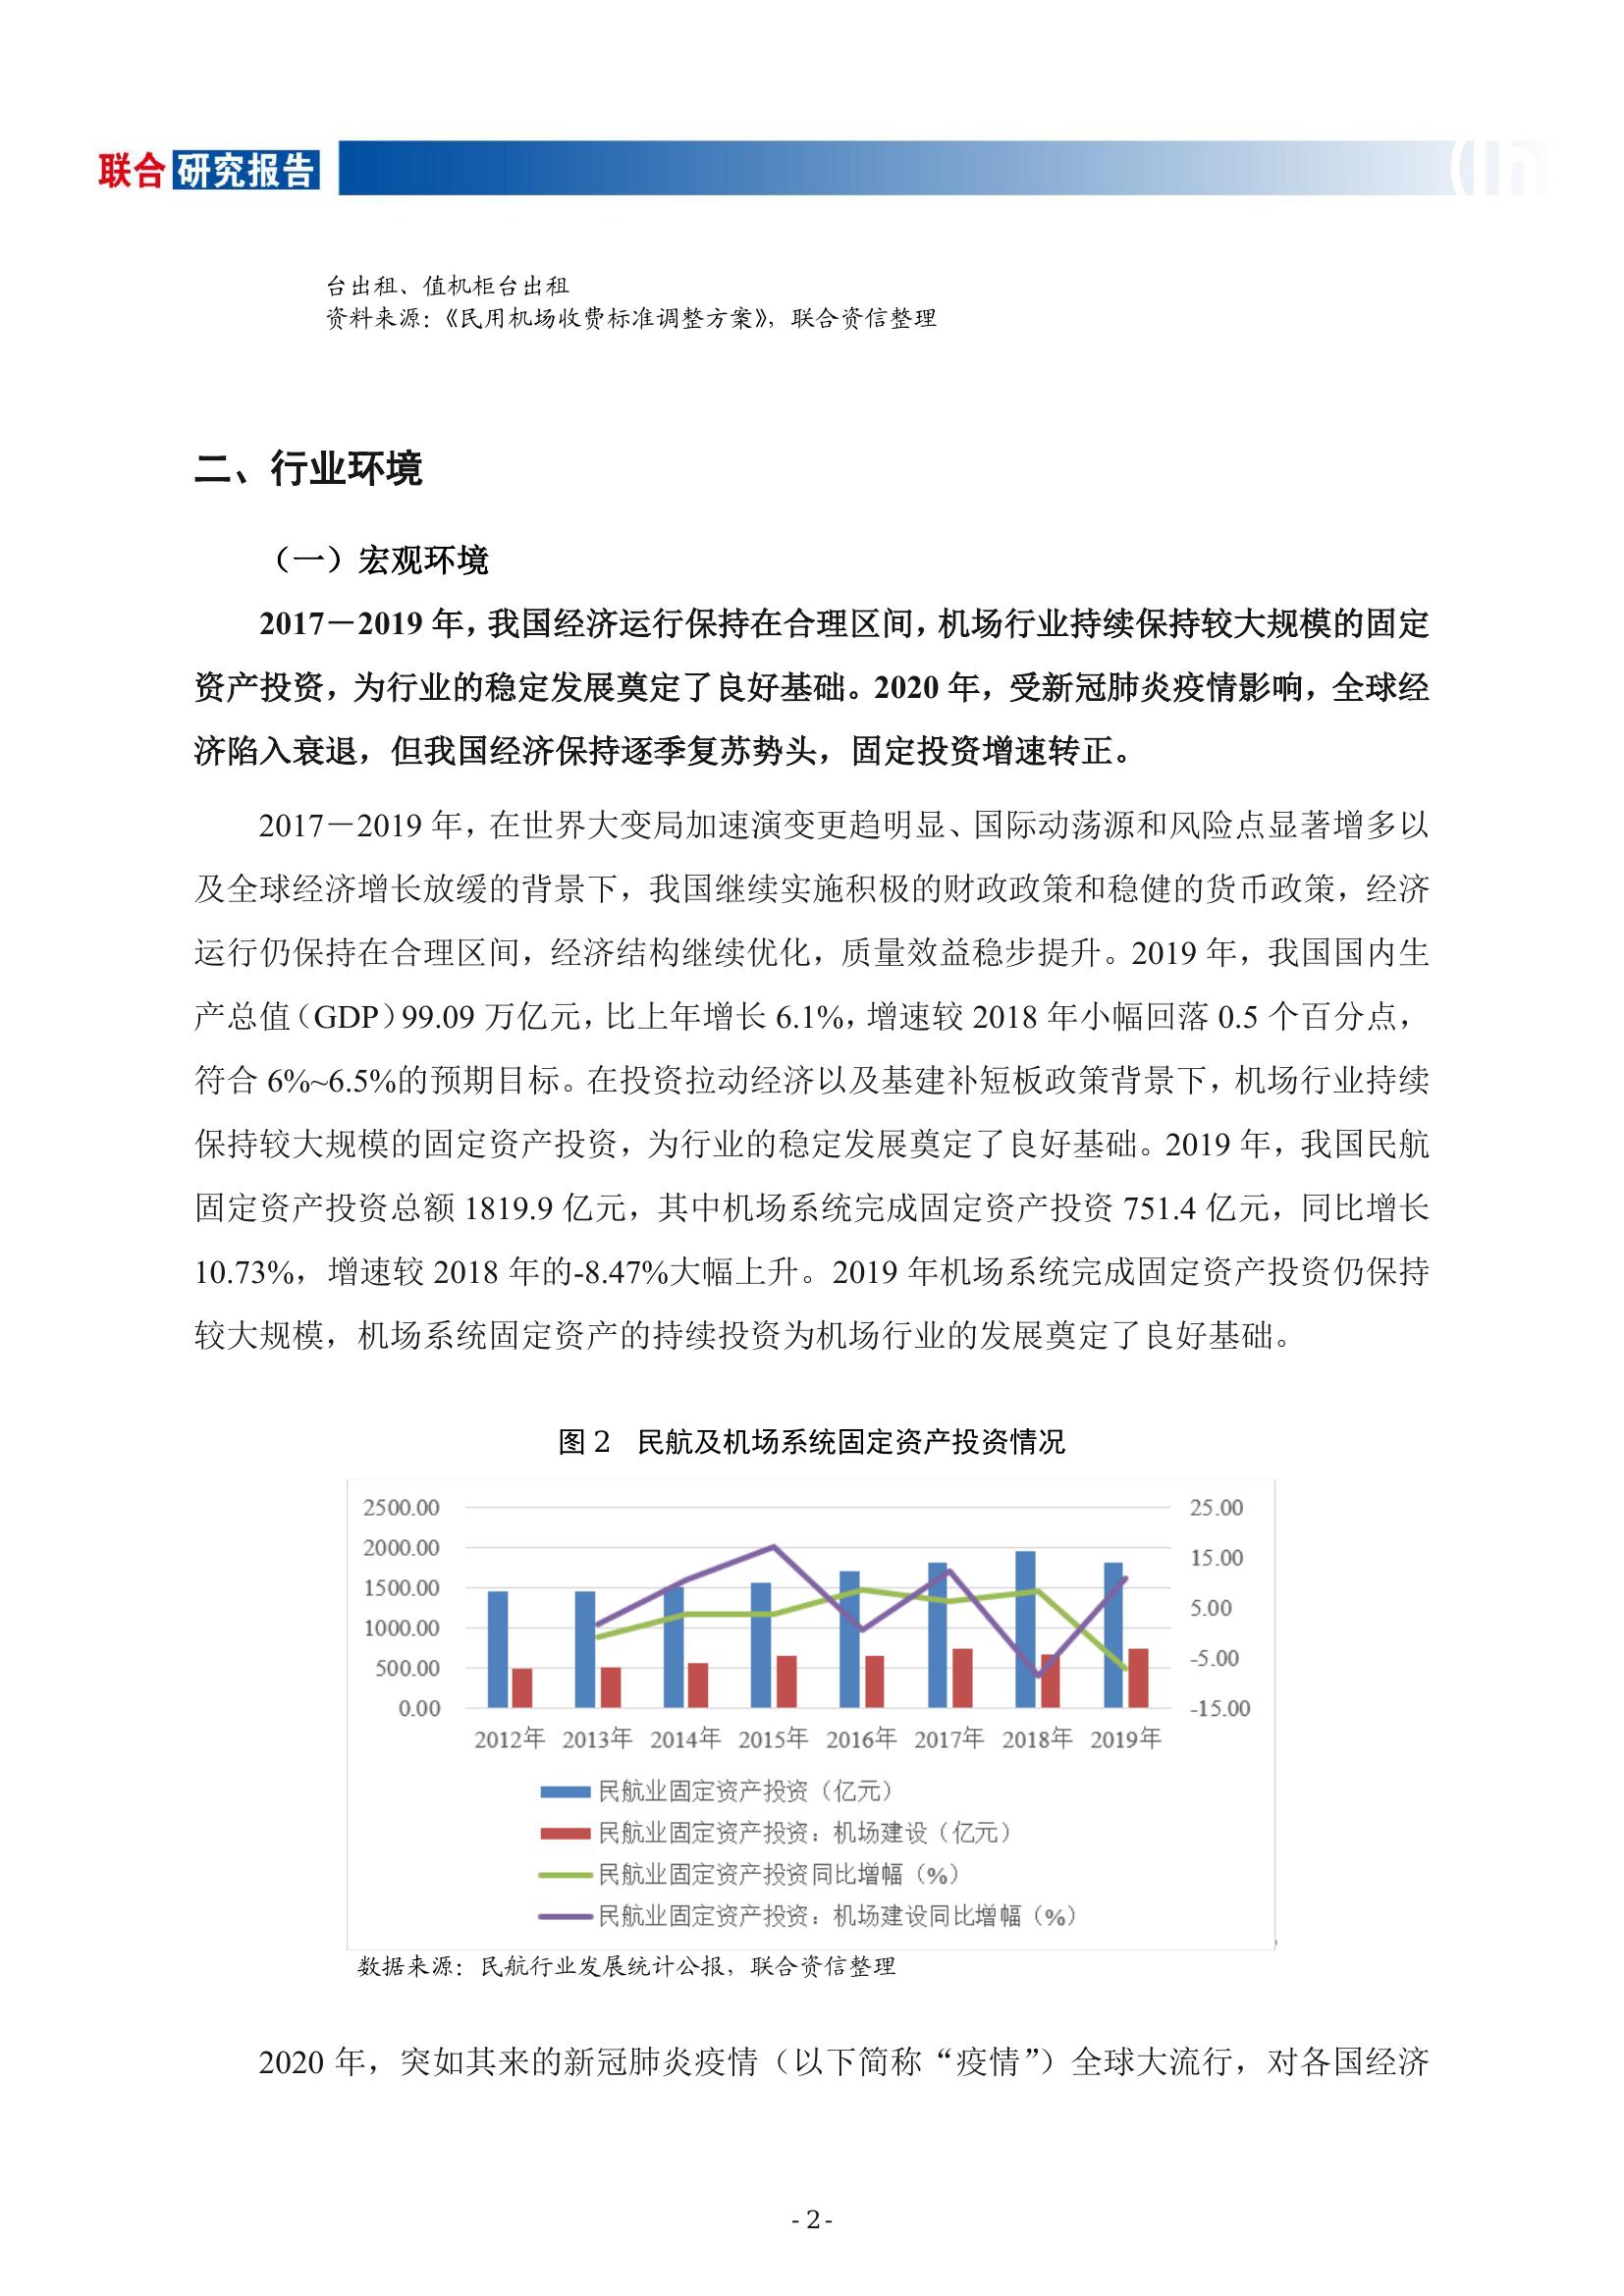 联合 研究报告
台出租、值机柜台出租
资料来源：《民用机场收费标准调整方案》，联合资信整理
二、行业环境
（一）宏观环境
2017－2019 年，我国经济运行保持在合理区间，机场行业持续保持较大规模的固定
资产投资，为行业的稳定发展奠定了良好基础。2020 年，受新冠肺炎疫情影响，全球经
济陷入衰退，但我国经济保持逐季复苏势头，固定投资增速转正。
2017－2019 年，在世界大变局加速演变更趋明显、国际动荡源和风险点显著增多以
及全球经济增长放缓的背景下，我国继续实施积极的财政政策和稳健的货币政策，经济
运行仍保持在合理区间，经济结构继续优化，质量效益稳步提升。2019 年，我国国内生
产总值（GDP）99.09 万亿元，比上年增长 6.1%，增速较 2018 年小幅回落 0.5 个百分点，
符合 6%~6.5%的预期目标。在投资拉动经济以及基建补短板政策背景下，机场行业持续
保持较大规模的固定资产投资，为行业的稳定发展奠定了良好基础。2019 年，我国民航
固定资产投资总额 1819.9 亿元，其中机场系统完成固定资产投资 751.4 亿元，同比增长
10.73%，增速较 2018 年的-8.47%大幅上升。2019 年机场系统完成固定资产投资仍保持
较大规模，机场系统固定资产的持续投资为机场行业的发展奠定了良好基础。
图 2 民航及机场系统固定资产投资情况
2500.00 25.00
2000.00 15.00
1500.00 5.00
1000.00 -5.00
500.00 -15.00
0.00
2012年 2013年 2014年 2015年 2016年 2017年 2018年 2019年
民航业固定资产投资（亿元）
民航业固定资产投资：机场建设（亿元）
民航业固定资产投资同比增幅（%）
民航业固定资产投资：机场建设同比增幅（%）
数据来源：民航行业发展统计公报，联合资信整理
2020 年，突如其来的新冠肺炎疫情（以下简称“疫情”）全球大流行，对各国经济
- 2 -